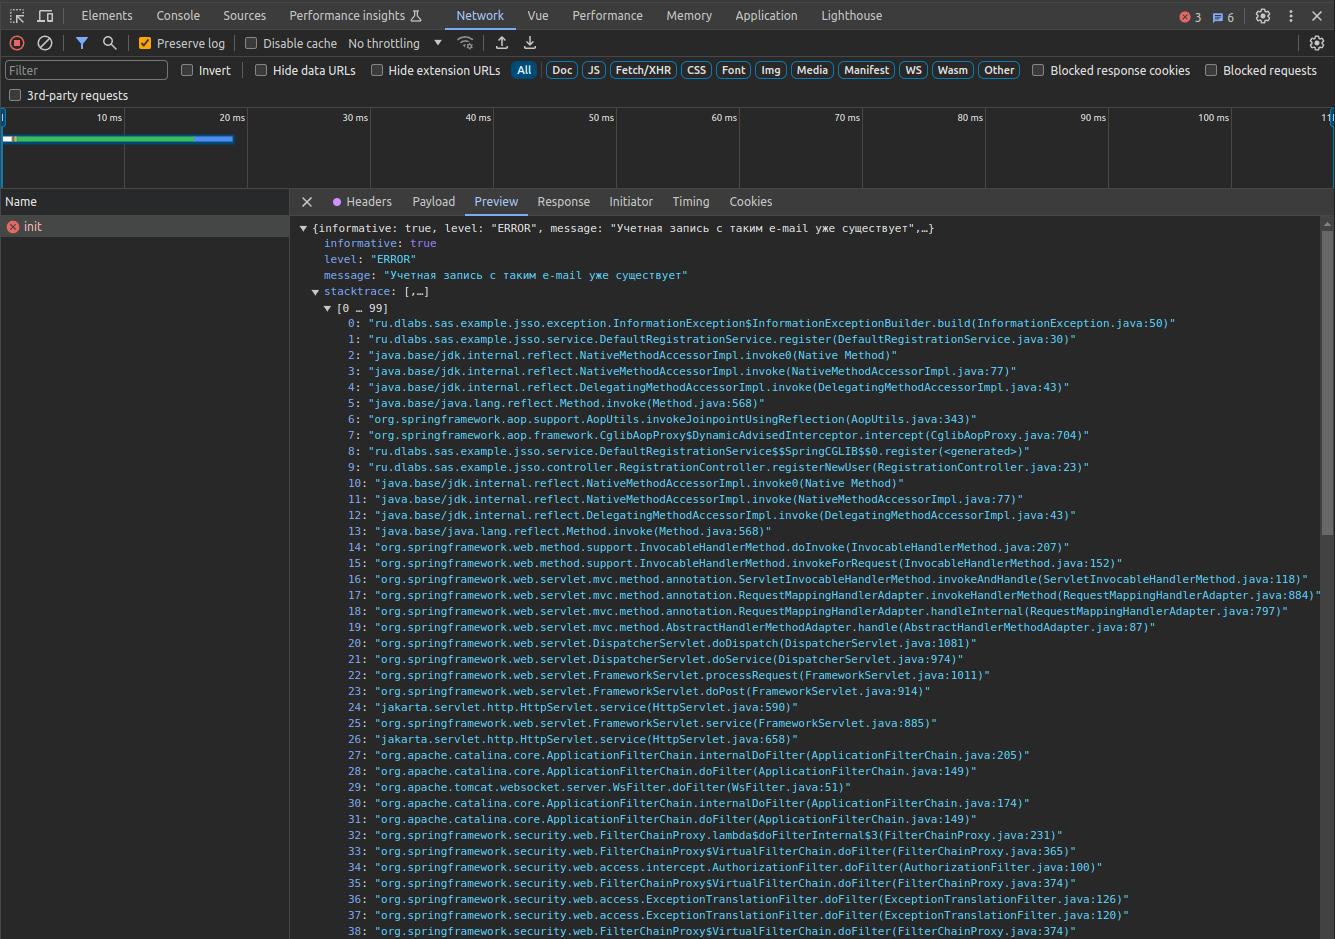 Elements Console Sources Performance insights Network Vue Performance Memory Application Lighthouse 3 6
Preserve log Disable cache No throttling
Filter Invert Hide data URLs Hide extension URLs All Doc JS Fetch/XHR CSS Font Img Media Manifest WS Wasm Other Blocked response cookies Blocked requests
3rd-party requests
10 ms 20 ms 30 ms 40 ms 50 ms 60 ms 70 ms 80 ms 90 ms 100 ms 11
Name Headers Payload Preview Response Initiator Timing Cookies
init
{informative: true, level: "ERROR", message: "Учетная запись с таким e-mail уже существует",…}
informative: true
level: "ERROR"
message: "Учетная запись с таким e-mail уже существует"
stacktrace: [,…]
[0 … 99]
0: "ru.dlabs.sas.example.jsso.exception.InformationException$InformationExceptionBuilder.build(InformationException.java:50)"
1: "ru.dlabs.sas.example.jsso.service.DefaultRegistrationService.register(DefaultRegistrationService.java:30)"
2: "java.base/jdk.internal.reflect.NativeMethodAccessorImpl.invoke0(Native Method)"
3: "java.base/jdk.internal.reflect.NativeMethodAccessorImpl.invoke(NativeMethodAccessorImpl.java:77)"
4: "java.base/jdk.internal.reflect.DelegatingMethodAccessorImpl.invoke(DelegatingMethodAccessorImpl.java:43)"
5: "java.base/java.lang.reflect.Method.invoke(Method.java:568)"
6: "org.springframework.aop.support.AopUtils.invokeJoinpointUsingReflection(AopUtils.java:343)"
7: "org.springframework.aop.framework.CglibAopProxy$DynamicAdvisedInterceptor.intercept(CglibAopProxy.java:704)"
8: "ru.dlabs.sas.example.jsso.service.DefaultRegistrationService$$SpringCGLIB$$0.register(<generated>)"
9: "ru.dlabs.sas.example.jsso.controller.RegistrationController.registerNewUser(RegistrationController.java:23)"
10: "java.base/jdk.internal.reflect.NativeMethodAccessorImpl.invoke0(Native Method)"
11: "java.base/jdk.internal.reflect.NativeMethodAccessorImpl.invoke(NativeMethodAccessorImpl.java:77)"
12: "java.base/jdk.internal.reflect.DelegatingMethodAccessorImpl.invoke(DelegatingMethodAccessorImpl.java:43)"
13: "java.base/java.lang.reflect.Method.invoke(Method.java:568)"
14: "org.springframework.web.method.support.InvocableHandlerMethod.doInvoke(InvocableHandlerMethod.java:207)"
15: "org.springframework.web.method.support.InvocableHandlerMethod.invokeForRequest(InvocableHandlerMethod.java:152)"
16: "org.springframework.web.servlet.mvc.method.annotation.ServletInvocableHandlerMethod.invokeAndHandle(ServletInvocableHandlerMethod.java:118)"
17: "org.springframework.web.servlet.mvc.method.annotation.RequestMappingHandlerAdapter.invokeHandlerMethod(RequestMappingHandlerAdapter.java:884)"
18: "org.springframework.web.servlet.mvc.method.annotation.RequestMappingHandlerAdapter.handleInternal(RequestMappingHandlerAdapter.java:797)"
19: "org.springframework.web.servlet.mvc.method.AbstractHandlerMethodAdapter.handle(AbstractHandlerMethodAdapter.java:87)"
20: "org.springframework.web.servlet.DispatcherServlet.doDispatch(DispatcherServlet.java:1081)"
21: "org.springframework.web.servlet.DispatcherServlet.doService(DispatcherServlet.java:974)"
22: "org.springframework.web.servlet.FrameworkServlet.processRequest(FrameworkServlet.java:1011)"
23: "org.springframework.web.servlet.FrameworkServlet.doPost(FrameworkServlet.java:914)"
24: "jakarta.servlet.http.HttpServlet.service(HttpServlet.java:590)"
25: "org.springframework.web.servlet.FrameworkServlet.service(FrameworkServlet.java:885)"
26: "jakarta.servlet.http.HttpServlet.service(HttpServlet.java:658)"
27: "org.apache.catalina.core.ApplicationFilterChain.internalDoFilter(ApplicationFilterChain.java:205)"
28: "org.apache.catalina.core.ApplicationFilterChain.doFilter(ApplicationFilterChain.java:149)"
29: "org.apache.tomcat.websocket.server.WsFilter.doFilter(WsFilter.java:51)"
30: "org.apache.catalina.core.ApplicationFilterChain.internalDoFilter(ApplicationFilterChain.java:174)"
31: "org.apache.catalina.core.ApplicationFilterChain.doFilter(ApplicationFilterChain.java:149)"
32: "org.springframework.security.web.FilterChainProxy.lambda$doFilterInternal$3(FilterChainProxy.java:231)"
33: "org.springframework.security.web.FilterChainProxy$VirtualFilterChain.doFilter(FilterChainProxy.java:365)"
34: "org.springframework.security.web.access.intercept.AuthorizationFilter.doFilter(AuthorizationFilter.java:100)"
35: "org.springframework.security.web.FilterChainProxy$VirtualFilterChain.doFilter(FilterChainProxy.java:374)"
36: "org.springframework.security.web.access.ExceptionTranslationFilter.doFilter(ExceptionTranslationFilter.java:126)"
37: "org.springframework.security.web.access.ExceptionTranslationFilter.doFilter(ExceptionTranslationFilter.java:120)"
38: "org.springframework.security.web.FilterChainProxy$VirtualFilterChain.doFilter(FilterChainProxy.java:374)"